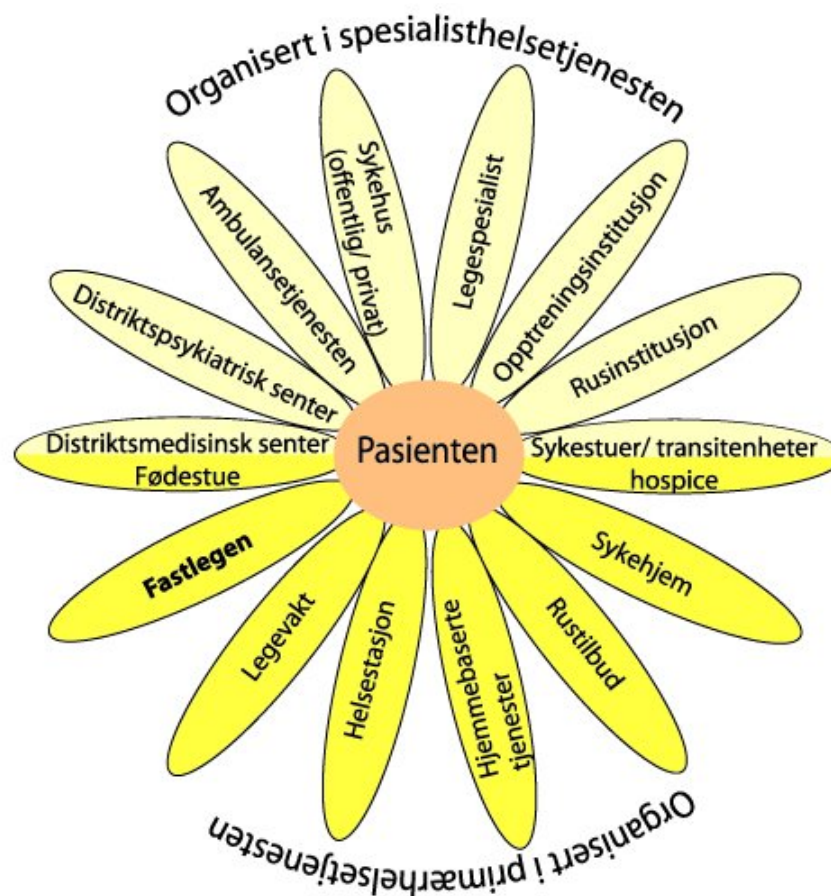 Organisert i spesialisthelsetjenesten
Sykehus
(offentlig/ privat)
Legespesialist
Ambulansetjenesten
Opptreningsinstitusjon
Distriktspsykiatrisk senter
Rusinstitusjon
Distriktsmedisinsk senter
Fødestue
Pasienten
Sykestuer/ transitenheter
hospice
Fastlegen
Sykehjem
Legevakt
Rustilbud
Helsestasjon
Hjemmebaserte
tjenester
Organisert i primærhelsetjenesten